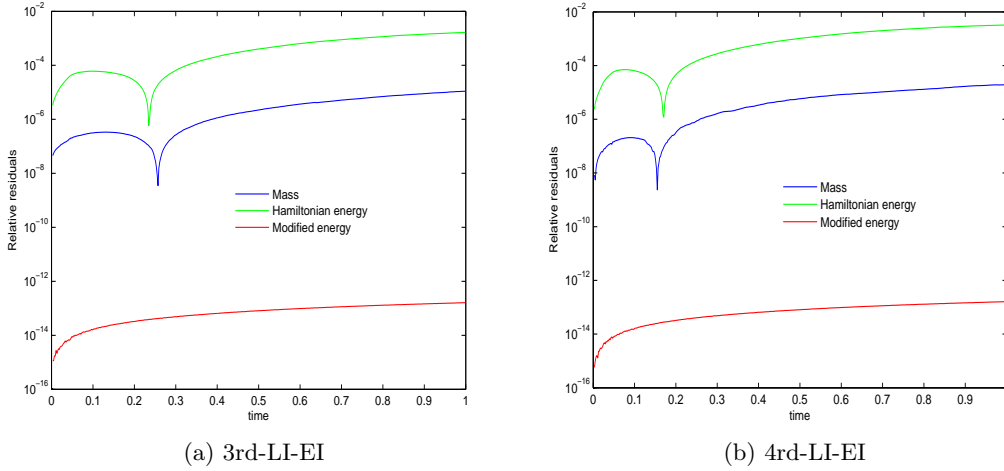 10^−2
10^−4
10^−6
10^−8
10^−10
10^−12
10^−14
10^−16
Relative residuals
Mass
Hamiltonian energy
Modified energy
0 0.1 0.2 0.3 0.4 0.5 0.6 0.7 0.8 0.9 1
time
(a) 3rd-LI-EI
10^−2
10^−4
10^−6
10^−8
10^−10
10^−12
10^−14
10^−16
Relative residuals
Mass
Hamiltonian energy
Modified energy
0 0.1 0.2 0.3 0.4 0.5 0.6 0.7 0.8 0.9
time
(b) 4rd-LI-EI